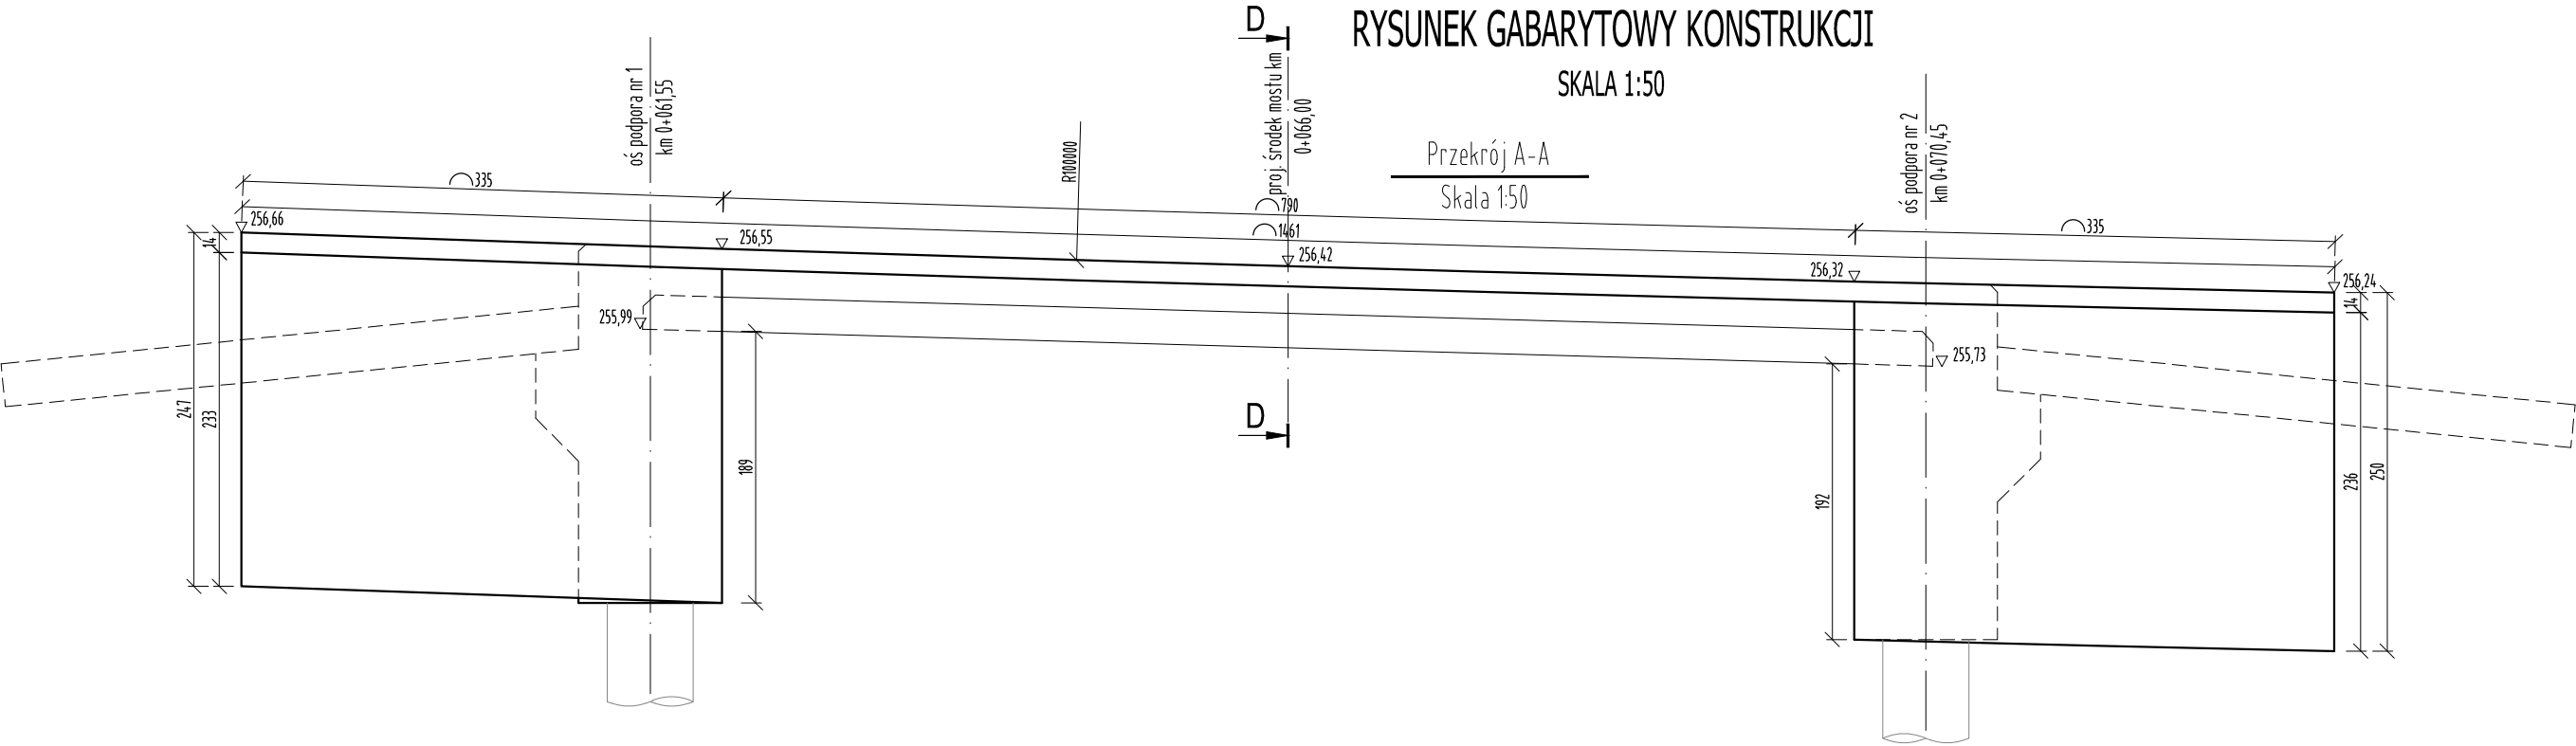 D
RYSUNEK GABARYTOWY KONSTRUKCJI
SKALA 1:50
oś podpora nr 1
km 0+061,55
proj. środek mostu km
0+066,00
oś podpora nr 2
km 0+070,45
Przekrój A-A
Skala 1:50
R100000
335
790
1461
335
256,66
256,55
256,42
256,32
256,24
14
14
255,99
255,73
247
233
189
D
192
236
250